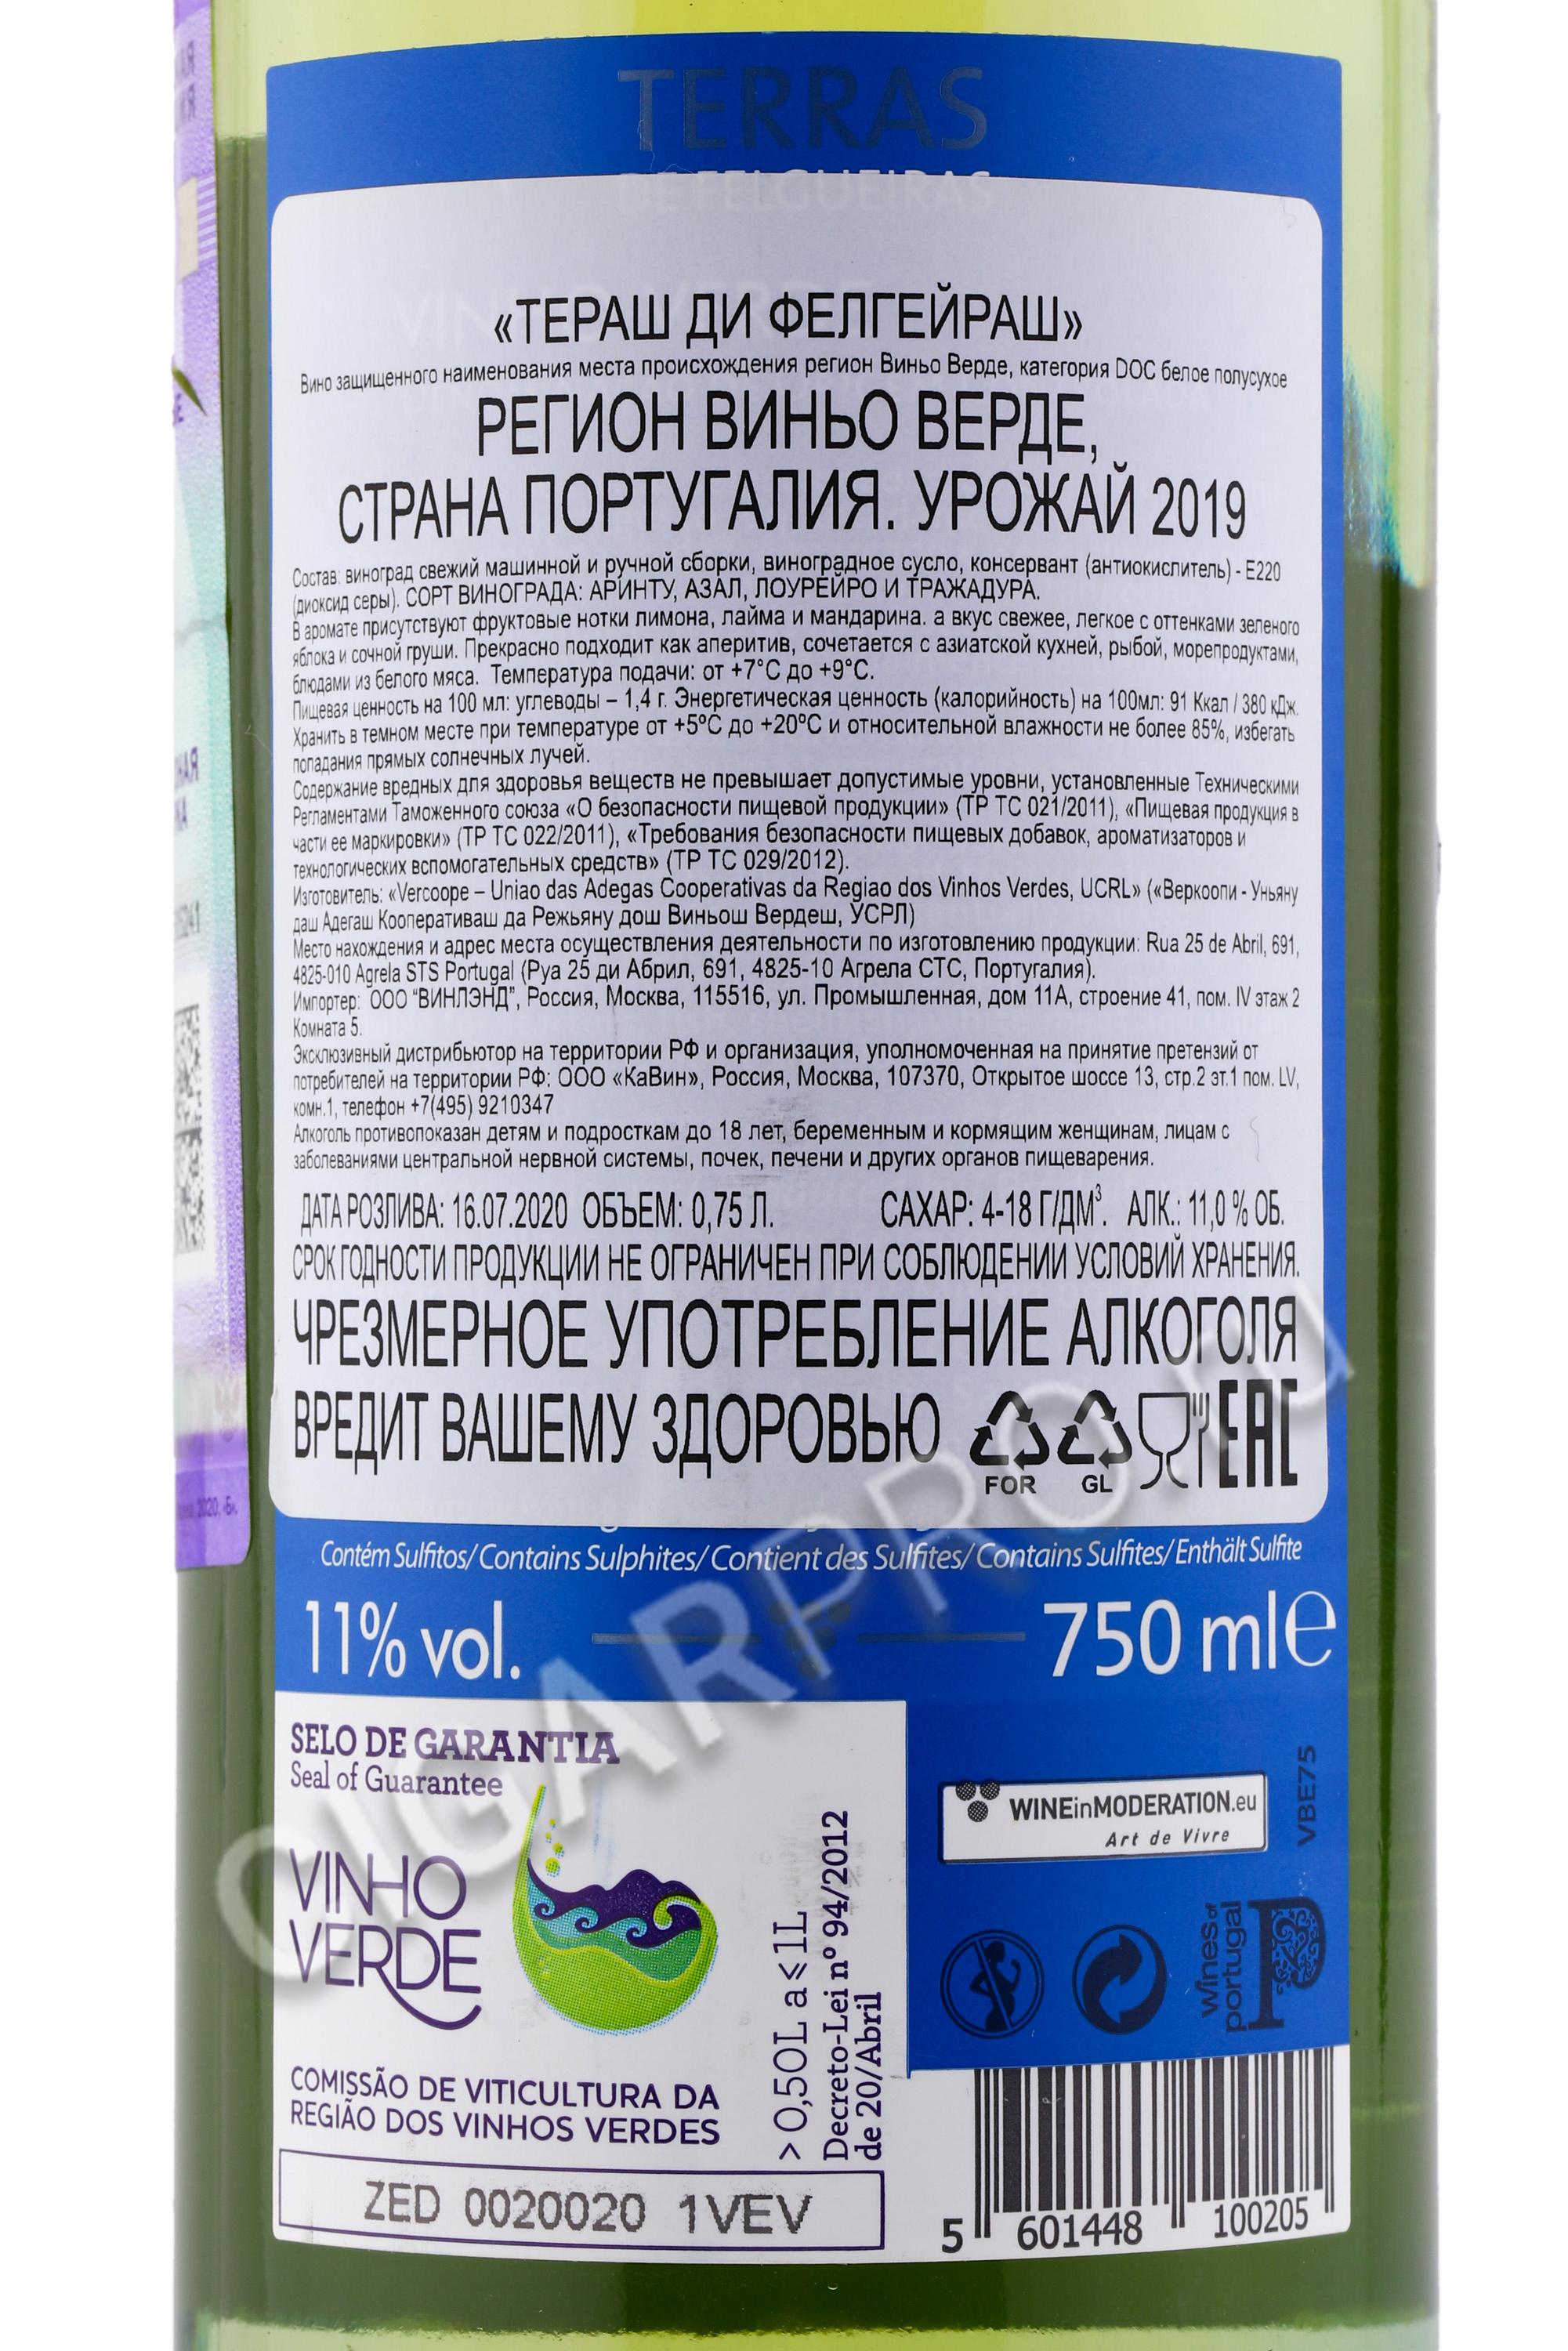 TERRAS
DE FELGUEIRAS
«ТЕРАШ ДИ ФЕЛГЕЙРАШ»
Вино защищенного наименования места происхождения регион Виньо Верде, категория DOC белое полусухое
РЕГИОН ВИНЬО ВЕРДЕ,
СТРАНА ПОРТУГАЛИЯ. УРОЖАЙ 2019
Состав: виноград свежий машинной и ручной сборки, виноградное сусло, консервант (антиокислитель) - Е220
(диоксид серы). СОРТ ВИНОГРАДА: АРИНТУ, АЗАЛ, ЛОУРЕЙРО И ТРАЖАДУРА.
В аромате присутствуют фруктовые нотки лимона, лайма и мандарина. а вкус свежее, легкое с оттенками зеленого
яблока и сочной груши. Прекрасно подходит как аперитив, сочетается с азиатской кухней, рыбой, морепродуктами,
блюдами из белого мяса. Температура подачи: от +7°С до +9°С.
Пищевая ценность на 100 мл: углеводы – 1,4 г. Энергетическая ценность (калорийность) на 100мл: 91 Ккал / 380 кДж.
Хранить в темном месте при температуре от +5ºС до +20ºС и относительной влажности не более 85%, избегать
попадания прямых солнечных лучей.
Содержание вредных для здоровья веществ не превышает допустимые уровни, установленные Техническими
Регламентами Таможенного союза «О безопасности пищевой продукции» (ТР ТС 021/2011), «Пищевая продукция в
части ее маркировки» (ТР ТС 022/2011), «Требования безопасности пищевых добавок, ароматизаторов и
технологических вспомогательных средств» (ТР ТС 029/2012).
Изготовитель: «Vercoope – Uniao das Adegas Cooperativas da Regiao dos Vinhos Verdes, UCRL» («Веркоопи - Уньяну
даш Адегаш Кооперативаш да Режьяну дош Виньош Вердеш, УСРЛ)
Место нахождения и адрес места осуществления деятельности по изготовлению продукции: Rua 25 de Abril, 691,
4825-010 Agrela STS Portugal (Руа 25 ди Абрил, 691, 4825-10 Агрела СТС, Португалия).
Импортер: ООО "ВИНЛЭНД", Россия, Москва, 115516, ул. Промышленная, дом 11А, строение 41, пом. IV этаж 2
Комната 5.
Эксклюзивный дистрибьютор на территории РФ и организация, уполномоченная на принятие претензий от
потребителей на территории РФ: ООО «КаВин», Россия, Москва, 107370, Открытое шоссе 13, стр.2 эт.1 пом. LV,
комн.1, телефон +7(495) 9210347
Алкоголь противопоказан детям и подросткам до 18 лет, беременным и кормящим женщинам, лицам с
заболеваниями центральной нервной системы, почек, печени и других органов пищеварения.
ДАТА РОЗЛИВА: 16.07.2020 ОБЪЕМ: 0,75 Л. САХАР: 4-18 Г/ДМ³. АЛК.: 11,0 % ОБ.
СРОК ГОДНОСТИ ПРОДУКЦИИ НЕ ОГРАНИЧЕН ПРИ СОБЛЮДЕНИИ УСЛОВИЙ ХРАНЕНИЯ.
ЧРЕЗМЕРНОЕ УПОТРЕБЛЕНИЕ АЛКОГОЛЯ
ВРЕДИТ ВАШЕМУ ЗДОРОВЬЮ
FOR GL EAC
Contém Sulfitos/ Contains Sulphites/ Contient des Sulfites/ Contains Sulfites/ Enthält Sulfite
11% vol. 750 ml e
SELO DE GARANTIA
Seal of Guarantee
VINHO
VERDE
COMISSÃO DE VITICULTURA DA
REGIÃO DOS VINHOS VERDES
> 0,50L a ≤ 1L
Decreto-Lei nº 94/2012
de 20/Abril
ZED 0020020 1VEV
WINEinMODERATION.eu
Art de Vivre
VBE75
wines of
portugal
5 601448 100205
CIGARPRO.ru